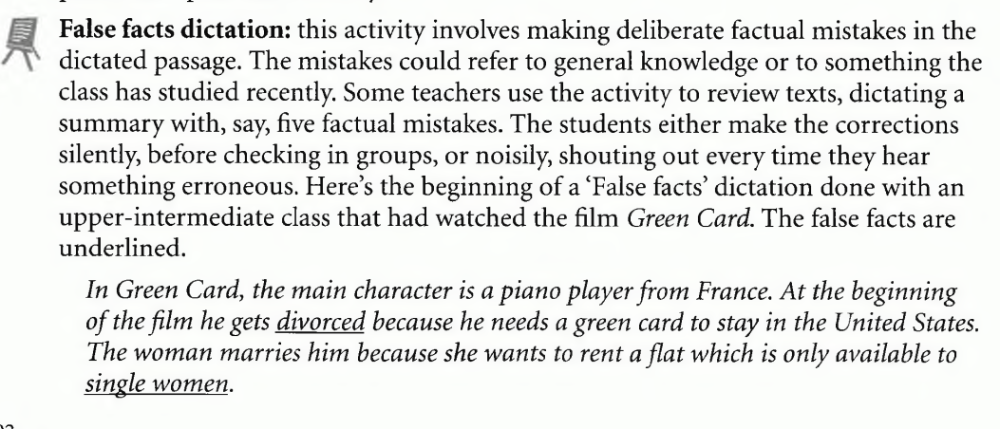 False facts dictation: this activity involves making deliberate factual mistakes in the
dictated passage. The mistakes could refer to general knowledge or to something the
class has studied recently. Some teachers use the activity to review texts, dictating a
summary with, say, five factual mistakes. The students either make the corrections
silently, before checking in groups, or noisily, shouting out every time they hear
something erroneous. Here’s the beginning of a ‘False facts’ dictation done with an
upper-intermediate class that had watched the film Green Card. The false facts are
underlined.
In Green Card, the main character is a piano player from France. At the beginning
of the film he gets divorced because he needs a green card to stay in the United States.
The woman marries him because she wants to rent a flat which is only available to
single women.